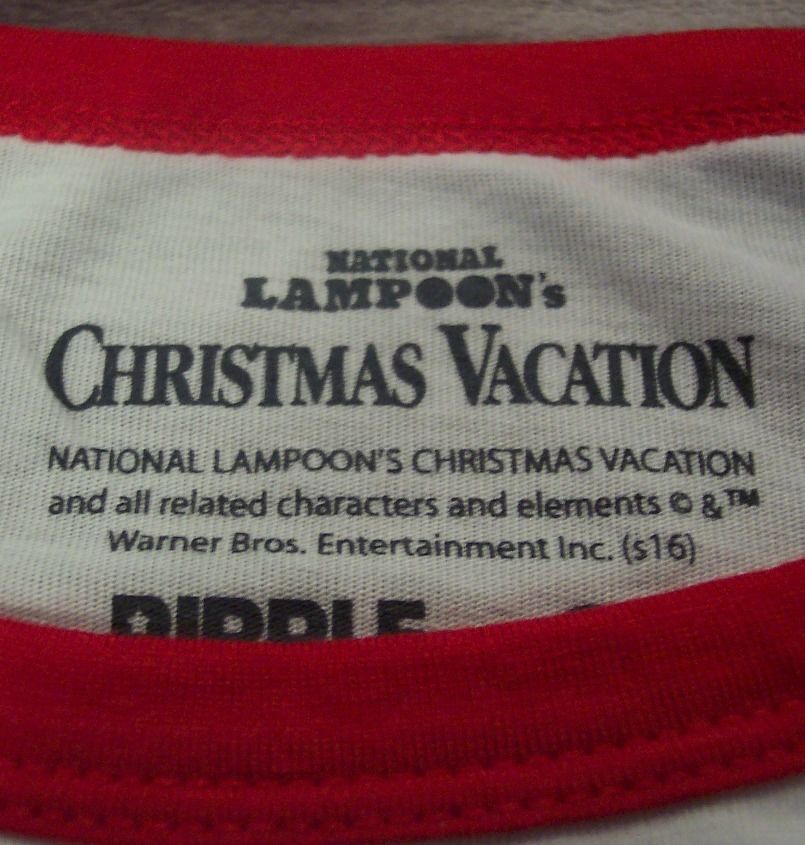 NATIONAL
LAMPOON's
CHRISTMAS VACATION
NATIONAL LAMPOON'S CHRISTMAS VACATION
and all related characters and elements © & ™
Warner Bros. Entertainment Inc. (s16)
RIPPLE